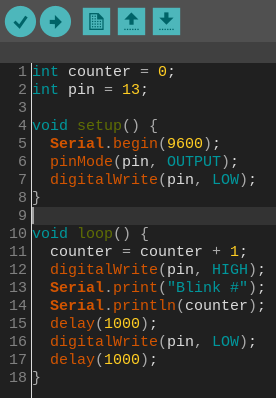 1 int counter = 0;
2 int pin = 13;
3
4 void setup() {
5   Serial.begin(9600);
6   pinMode(pin, OUTPUT);
7   digitalWrite(pin, LOW);
8 }
9
10 void loop() {
11   counter = counter + 1;
12   digitalWrite(pin, HIGH);
13   Serial.print("Blink #");
14   Serial.println(counter);
15   delay(1000);
16   digitalWrite(pin, LOW);
17   delay(1000);
18 }